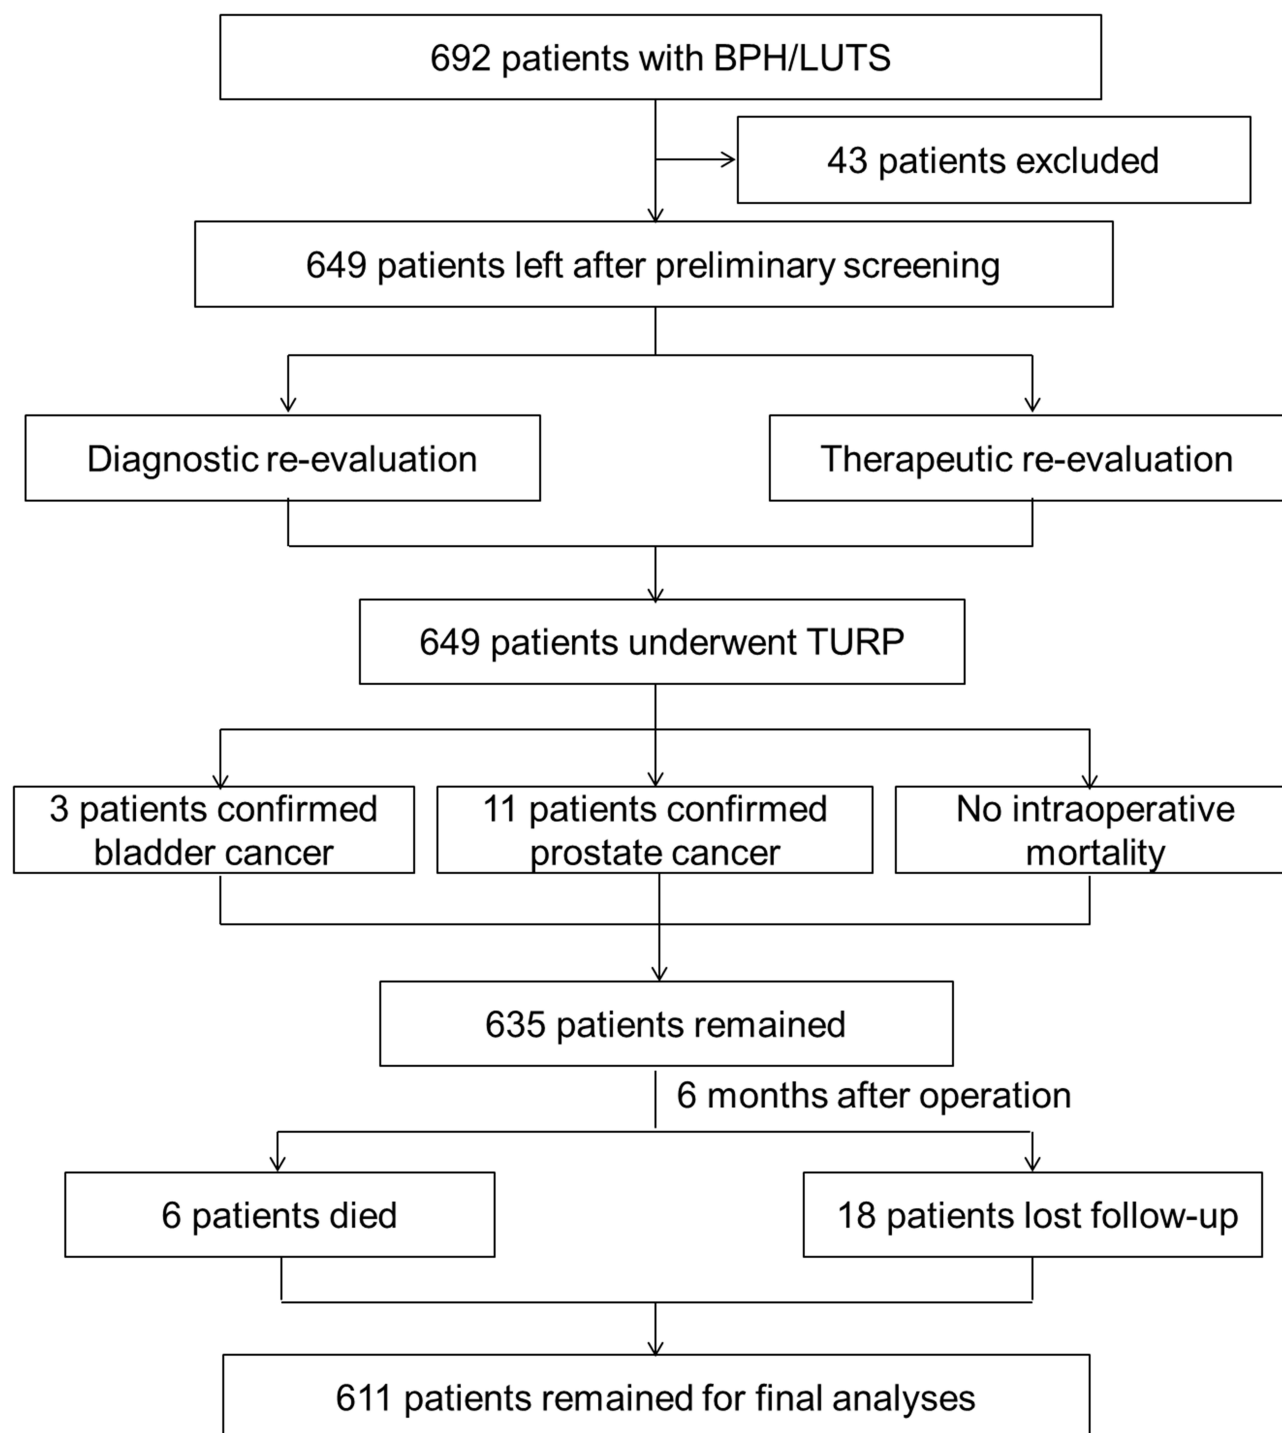 692 patients with BPH/LUTS
43 patients excluded
649 patients left after preliminary screening
Diagnostic re-evaluation
Therapeutic re-evaluation
649 patients underwent TURP
3 patients confirmed
bladder cancer
11 patients confirmed
prostate cancer
No intraoperative
mortality
635 patients remained
6 months after operation
6 patients died
18 patients lost follow-up
611 patients remained for final analyses